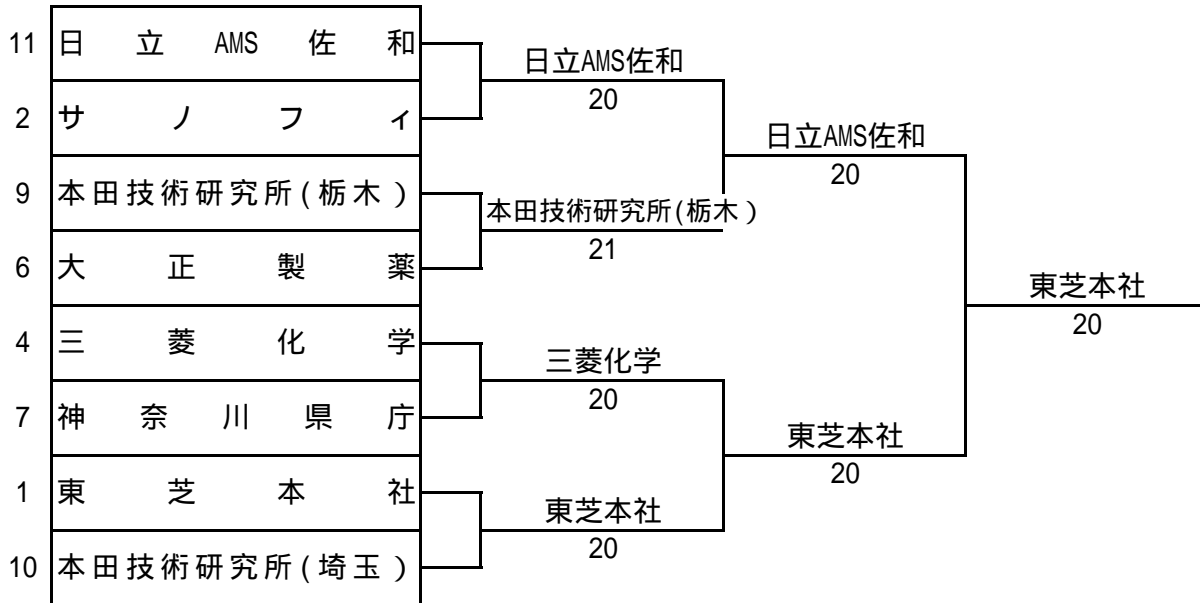 11 日立AMS佐和
2 サノフィ
9 本田技術研究所(栃木)
6 大正製薬
4 三菱化学
7 神奈川県庁
1 東芝本社
10 本田技術研究所(埼玉)
日立AMS佐和
20
本田技術研究所(栃木)
21
三菱化学
20
東芝本社
20
日立AMS佐和
20
東芝本社
20
東芝本社
20